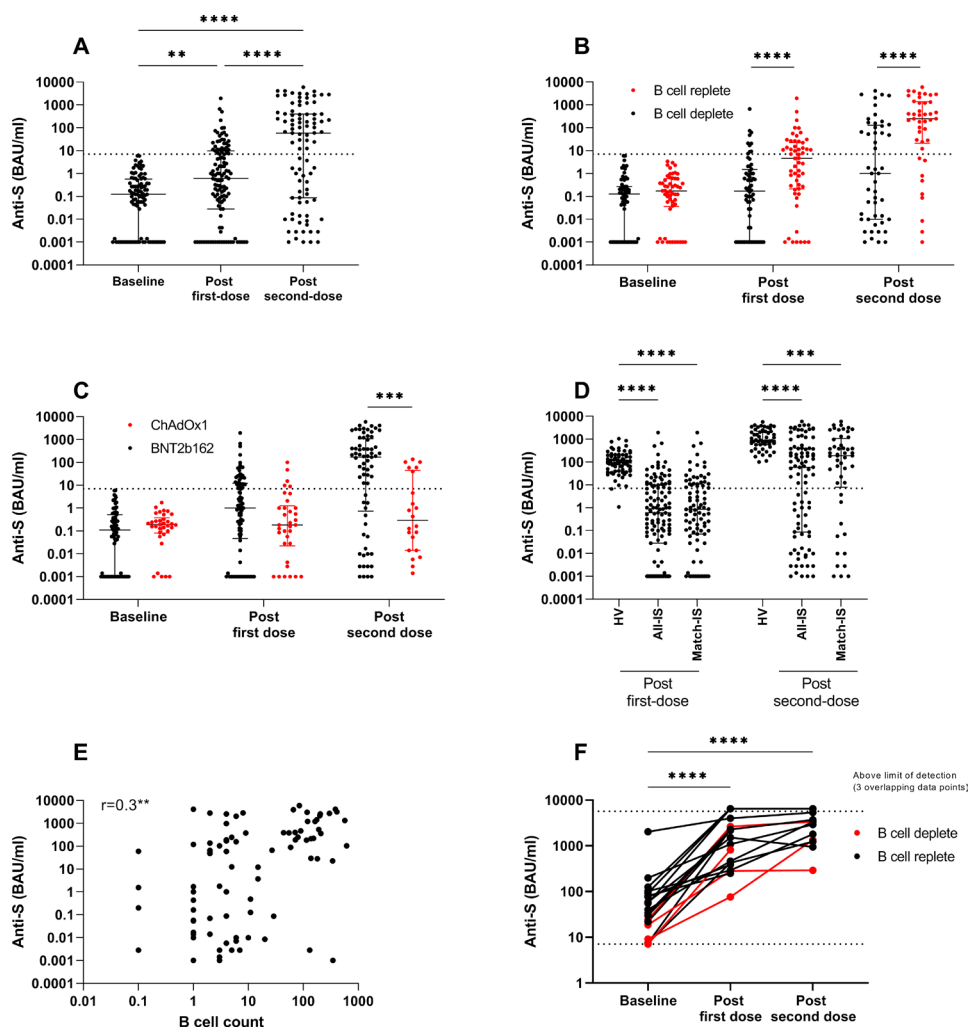 A
****
**
****
Anti-S (BAU/ml)
10000
1000
100
10
1
0.1
0.01
0.001
0.0001
Baseline
Post
first-dose
Post
second-dose
B
****
****
B cell replete
B cell deplete
Anti-S (BAU/ml)
10000
1000
100
10
1
0.1
0.01
0.001
0.0001
Baseline
Post
first dose
Post
second dose
C
***
ChAdOx1
BNT2b162
Anti-S (BAU/ml)
10000
1000
100
10
1
0.1
0.01
0.001
0.0001
Baseline
Post
first dose
Post
second dose
D
****
***
****
****
Anti-S (BAU/ml)
10000
1000
100
10
1
0.1
0.01
0.001
0.0001
HV
All-IS
Match-IS
HV
All-IS
Match-IS
Post
first-dose
Post
second-dose
E
r=0.3**
Anti-S (BAU/ml)
10000
1000
100
10
1
0.1
0.01
0.001
0.0001
0.01
0.1
1
10
100
1000
B cell count
F
****
****
Above limit of detection
(3 overlapping data points)
B cell deplete
B cell replete
Anti-S (BAU/ml)
10000
1000
100
10
1
Baseline
Post
first dose
Post
second dose